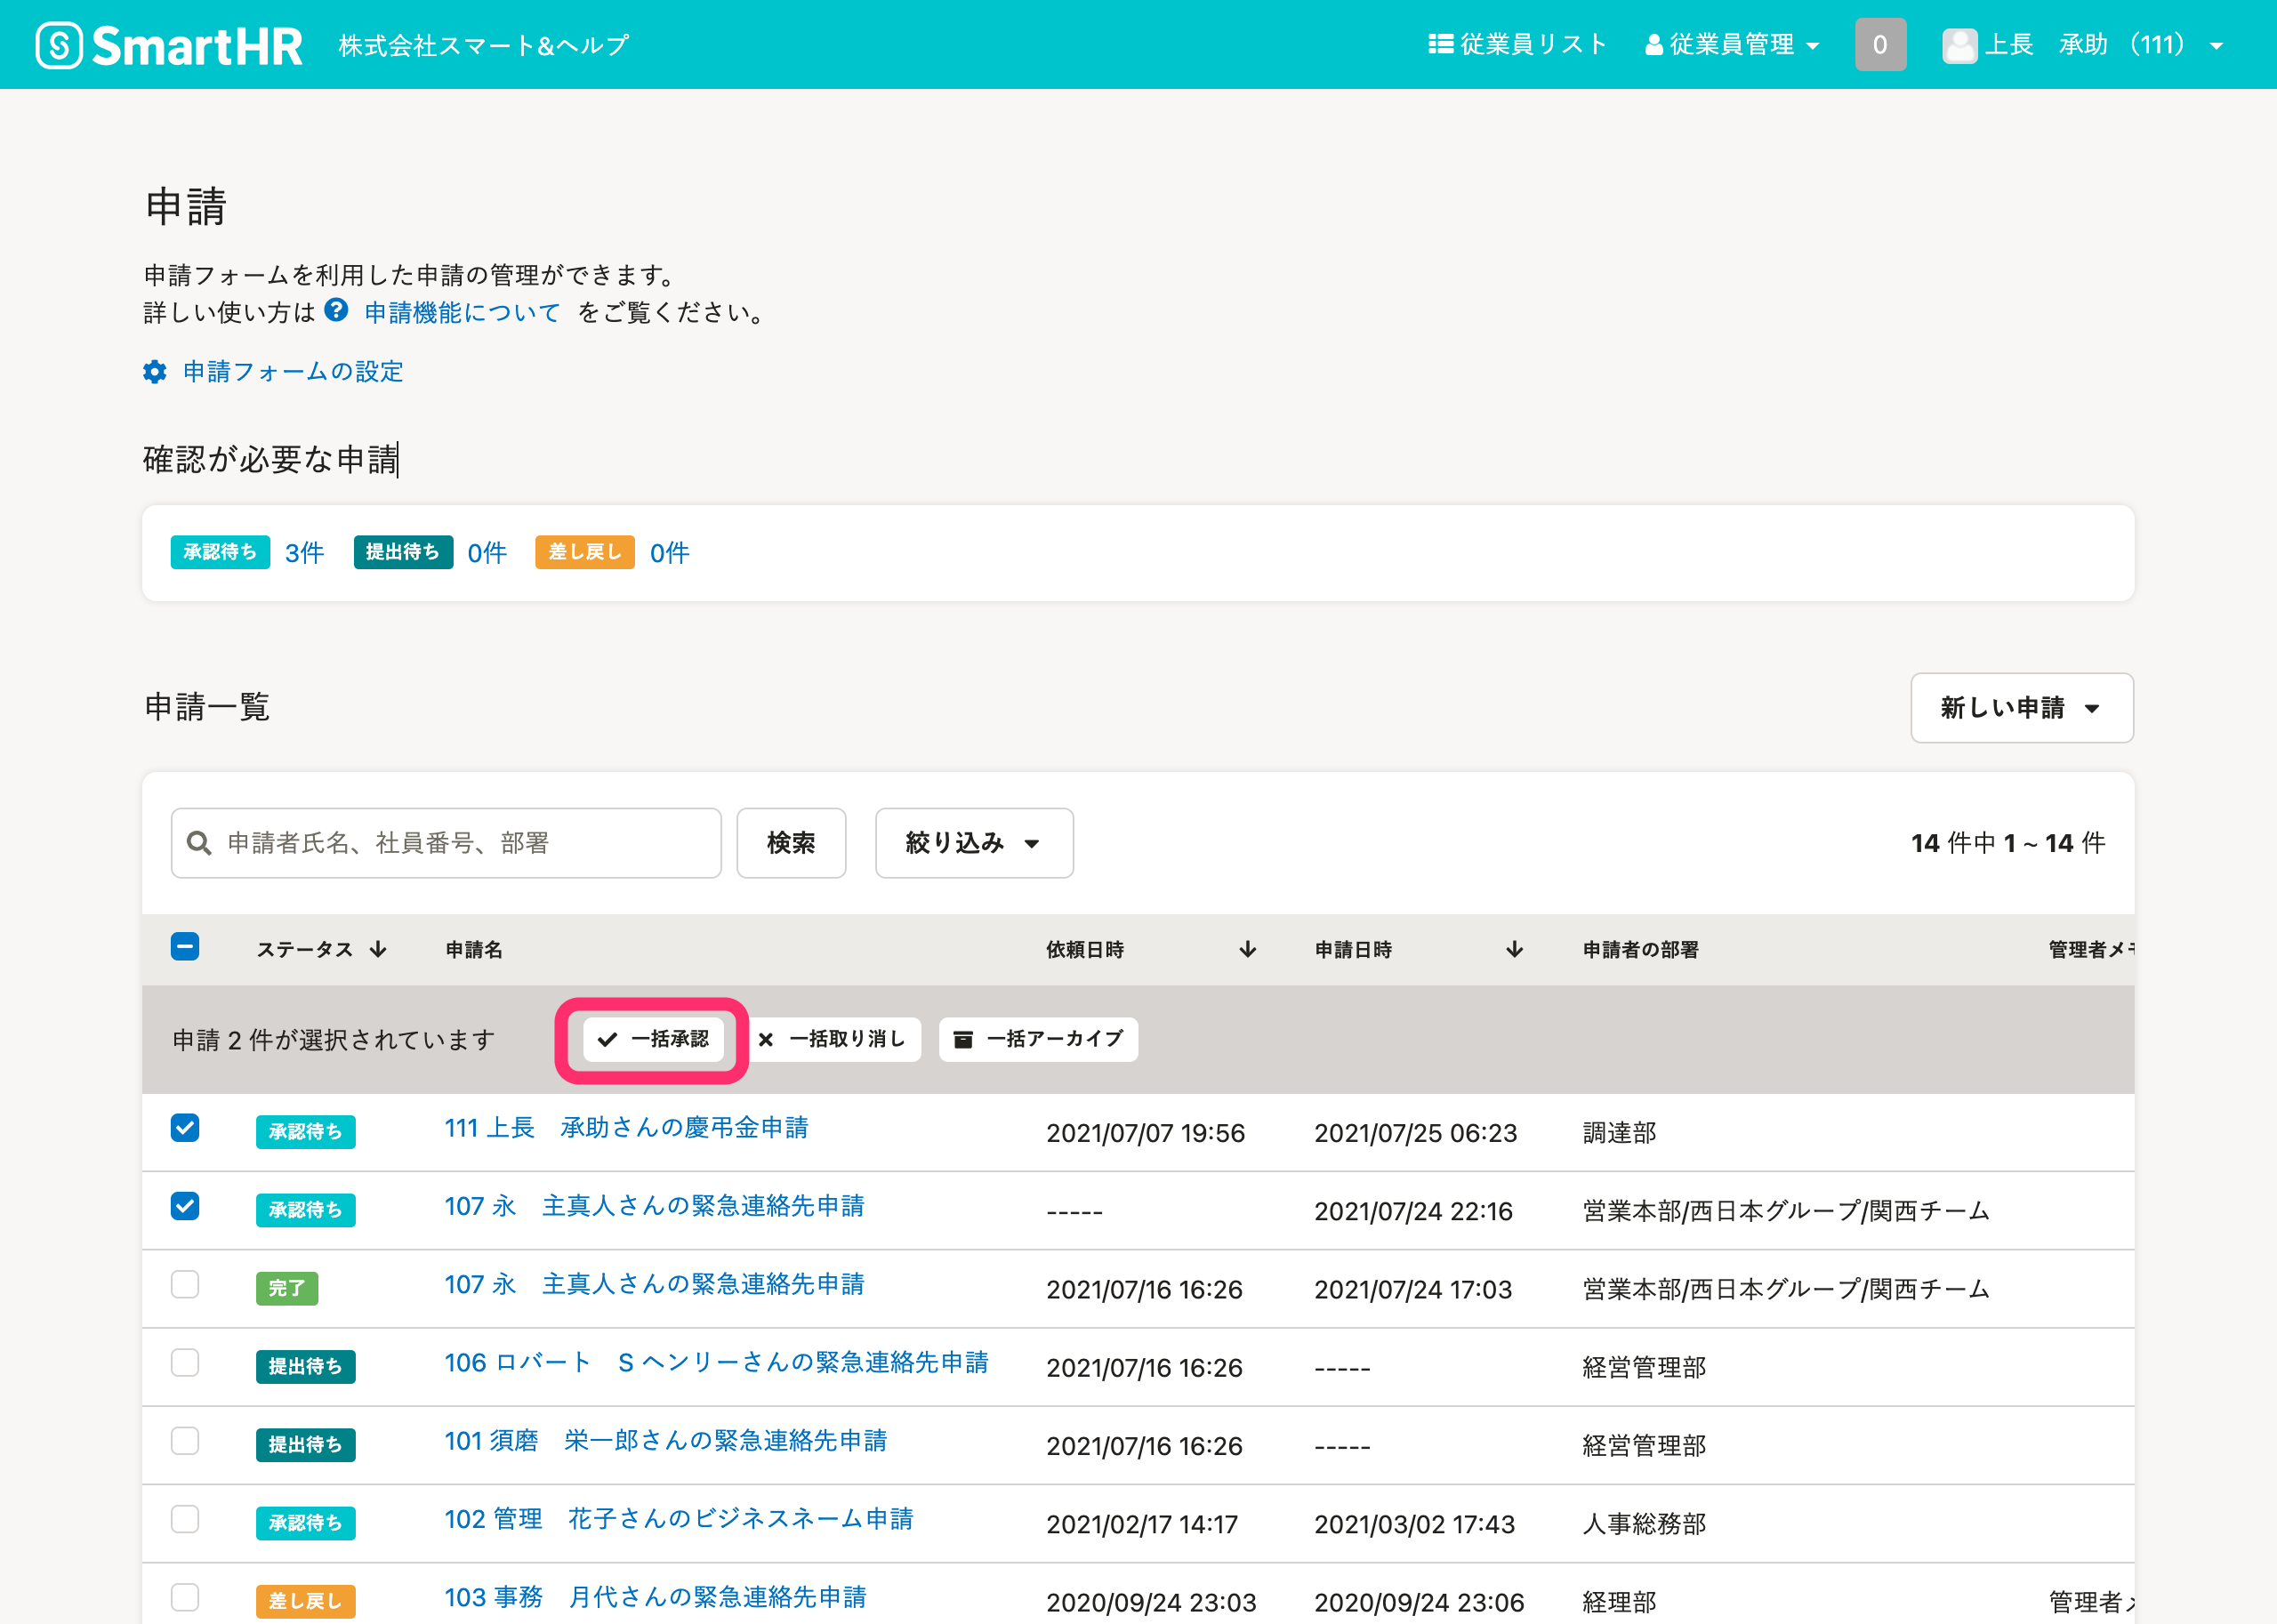 SmartHR 株式会社スマート&ヘルプ 従業員リスト 従業員管理 0 上長 承助 (111)
申請
申請フォームを利用した申請の管理ができます。
詳しい使い方は ? 申請機能について をご覧ください。
申請フォームの設定
確認が必要な申請
承認待ち 3件 提出待ち 0件 差し戻し 0件
申請一覧 新しい申請
申請者氏名、社員番号、部署 検索 絞り込み 14 件中 1 ~ 14 件
ステータス 申請名 依頼日時 申請日時 申請者の部署 管理者メモ
申請 2 件が選択されています 一括承認 一括取り消し 一括アーカイブ
承認待ち 111 上長 承助さんの慶弔金申請 2021/07/07 19:56 2021/07/25 06:23 調達部
承認待ち 107 永 主真人さんの緊急連絡先申請 ----- 2021/07/24 22:16 営業本部/西日本グループ/関西チーム
完了 107 永 主真人さんの緊急連絡先申請 2021/07/16 16:26 2021/07/24 17:03 営業本部/西日本グループ/関西チーム
提出待ち 106 ロバート S ヘンリーさんの緊急連絡先申請 2021/07/16 16:26 ----- 経営管理部
提出待ち 101 須磨 栄一郎さんの緊急連絡先申請 2021/07/16 16:26 ----- 経営管理部
承認待ち 102 管理 花子さんのビジネスネーム申請 2021/02/17 14:17 2021/03/02 17:43 人事総務部
差し戻し 103 事務 月代さんの緊急連絡先申請 2020/09/24 23:03 2020/09/24 23:06 経理部 管理者メ